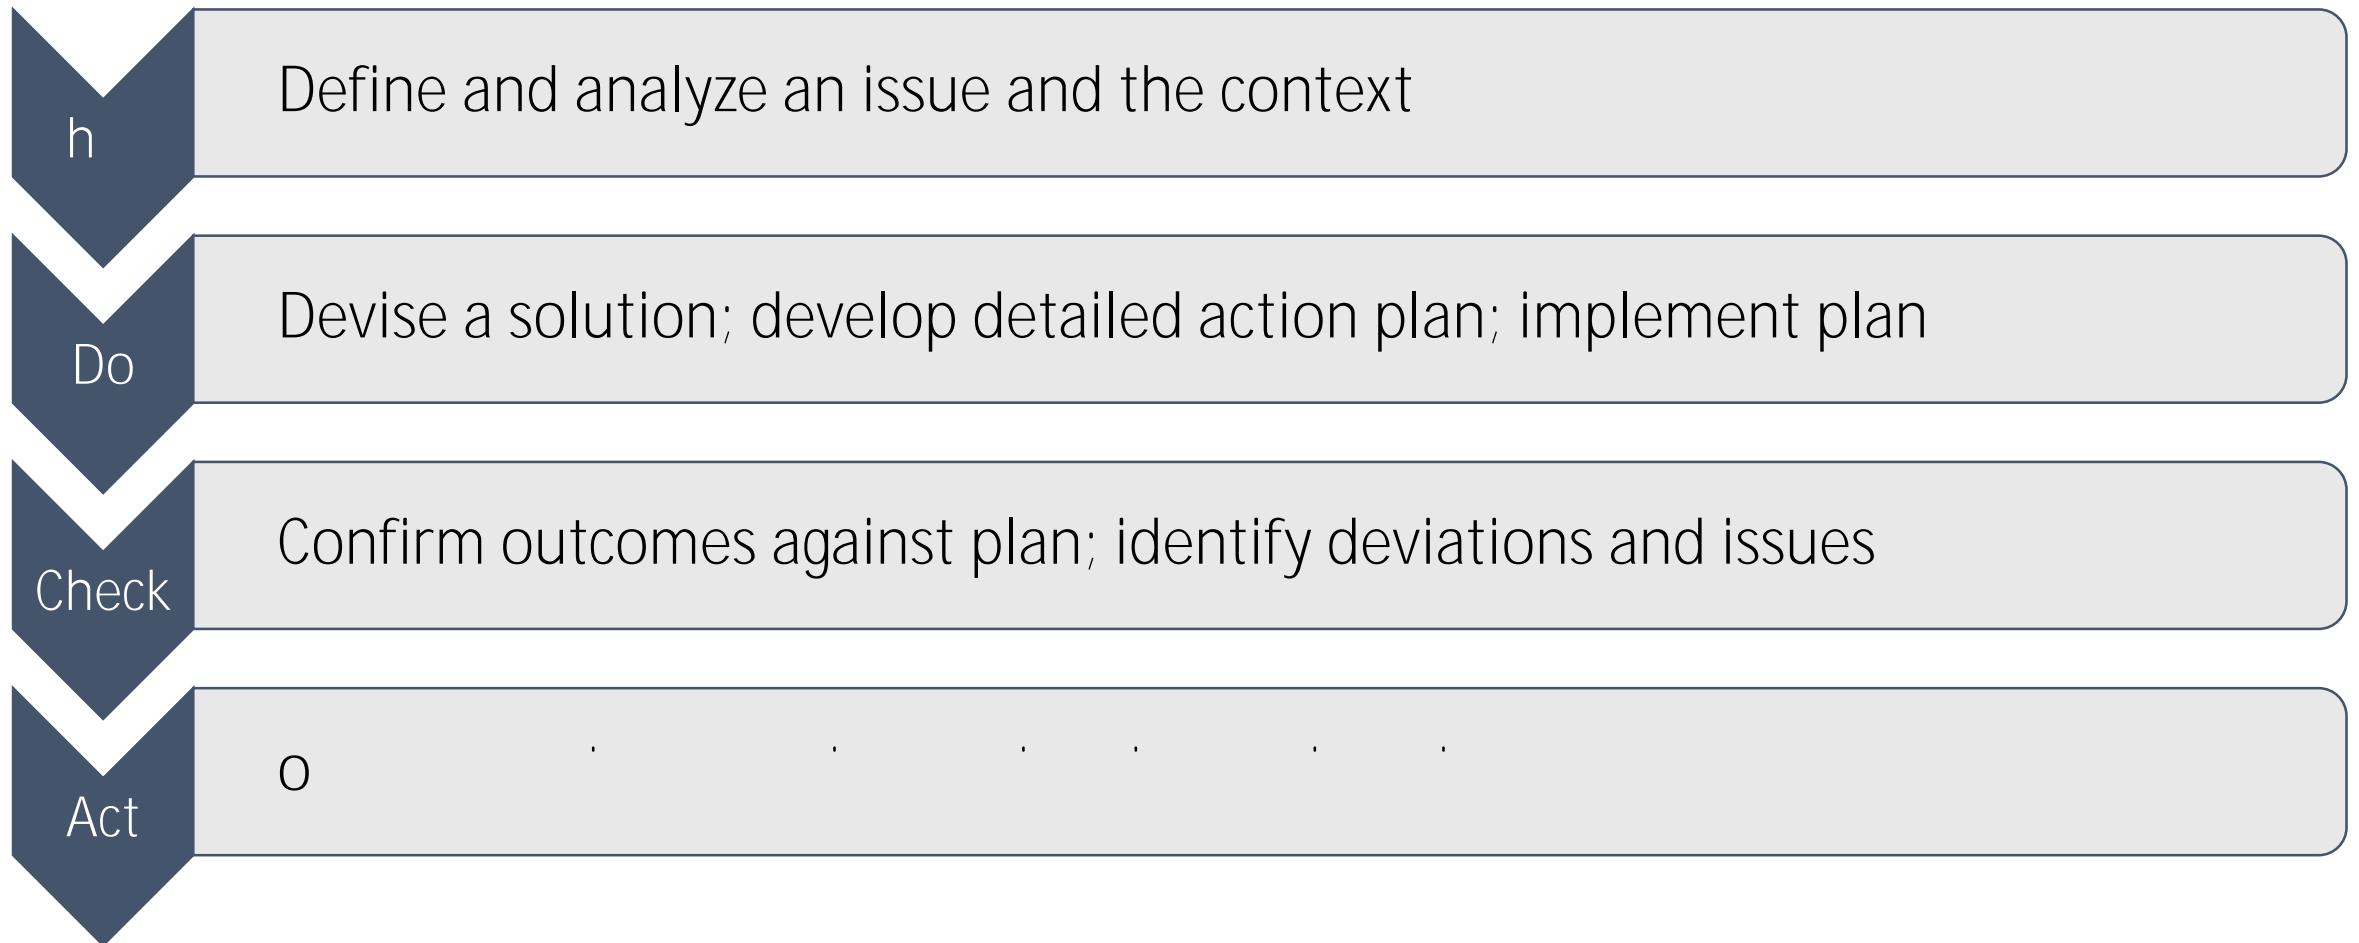 h
Define and analyze an issue and the context
Do
Devise a solution; develop detailed action plan; implement plan
Check
Confirm outcomes against plan; identify deviations and issues
Act
o